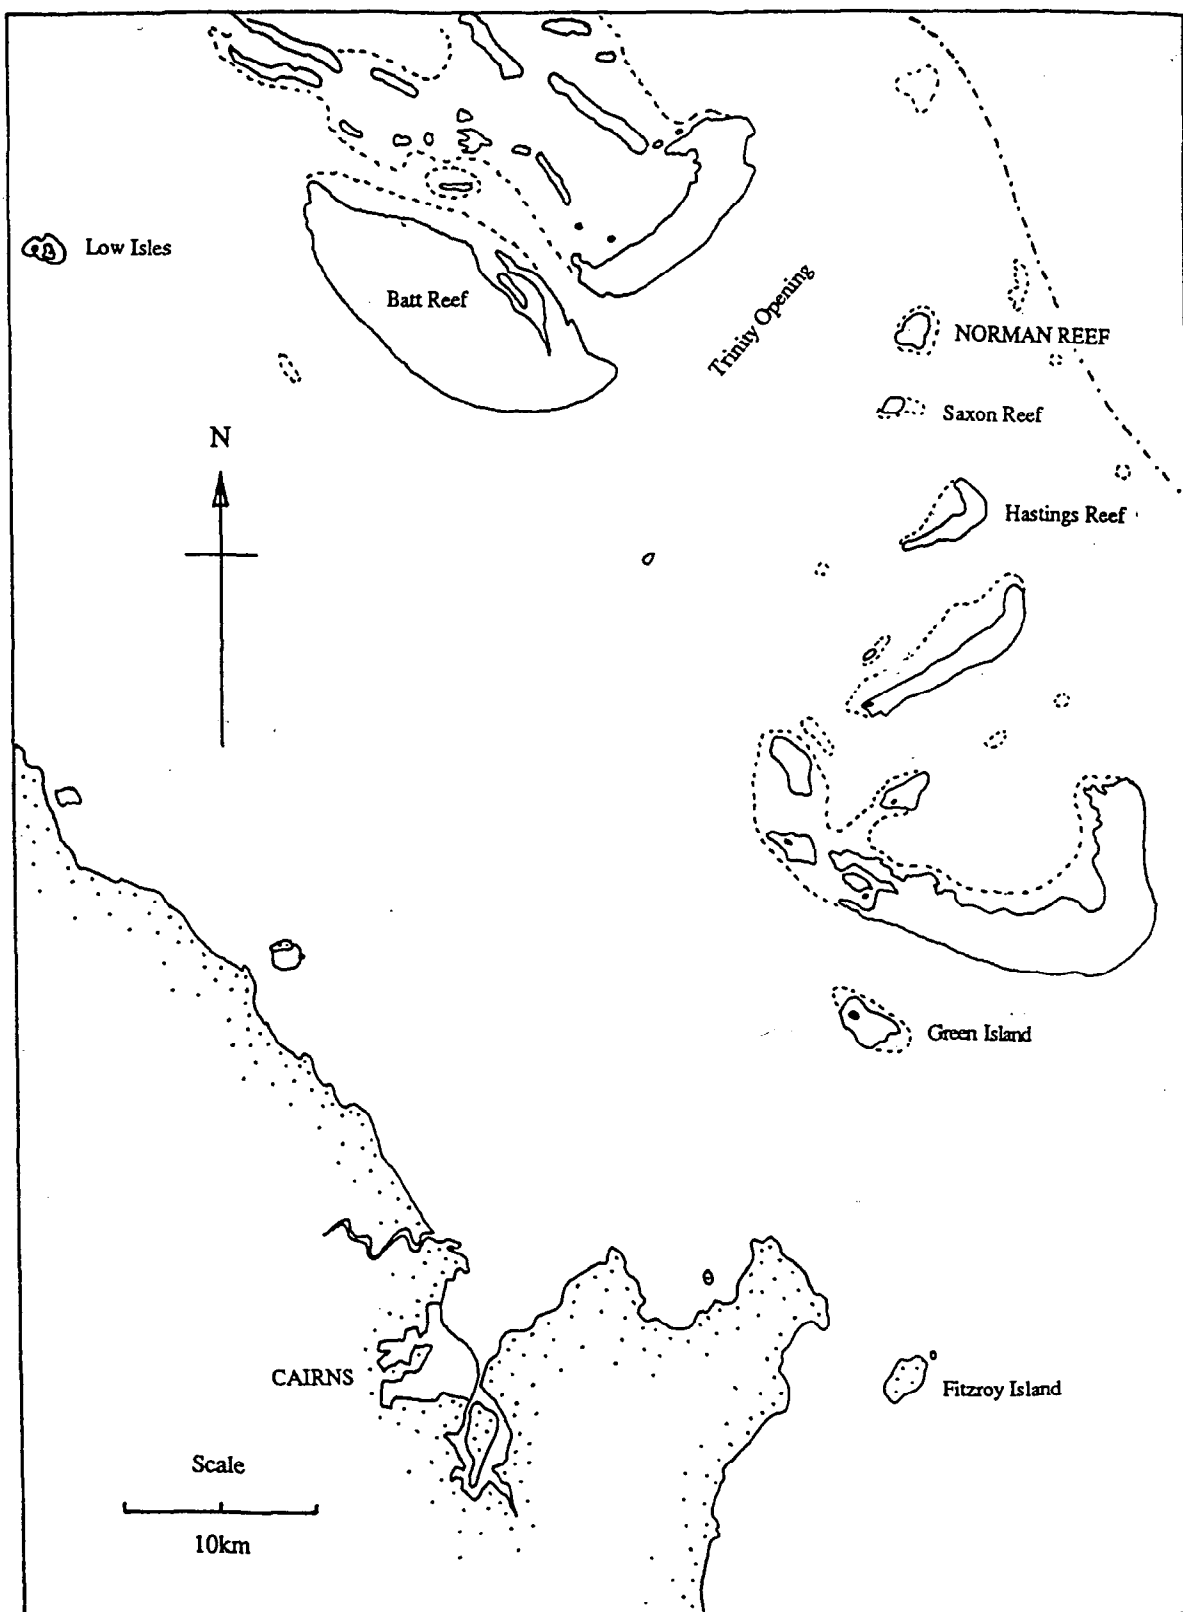 Low Isles
Batt Reef
Trinity Opening
NORMAN REEF
Saxon Reef
N
Hastings Reef
Green Island
CAIRNS
Fitzroy Island
Scale
10km